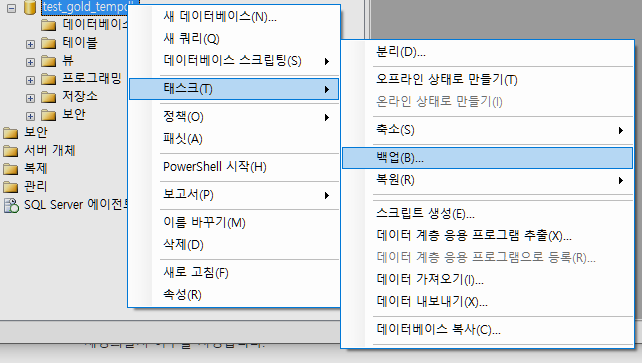 test_gold_tempdb
데이터베이스
테이블
뷰
프로그래밍
저장소
보안
보안
서버 개체
복제
관리
SQL Server 에이전트
새 데이터베이스(N)...
새 쿼리(Q)
데이터베이스 스크립팅(S)
태스크(T)
정책(O)
패싯(A)
PowerShell 시작(H)
보고서(P)
이름 바꾸기(M)
삭제(D)
새로 고침(F)
속성(R)
분리(D)...
오프라인 상태로 만들기(T)
온라인 상태로 만들기(I)
축소(S)
백업(B)...
복원(R)
스크립트 생성(E)...
데이터 계층 응용 프로그램 추출(X)...
데이터 계층 응용 프로그램으로 등록(R)...
데이터 가져오기(I)...
데이터 내보내기(X)...
데이터베이스 복사(C)...